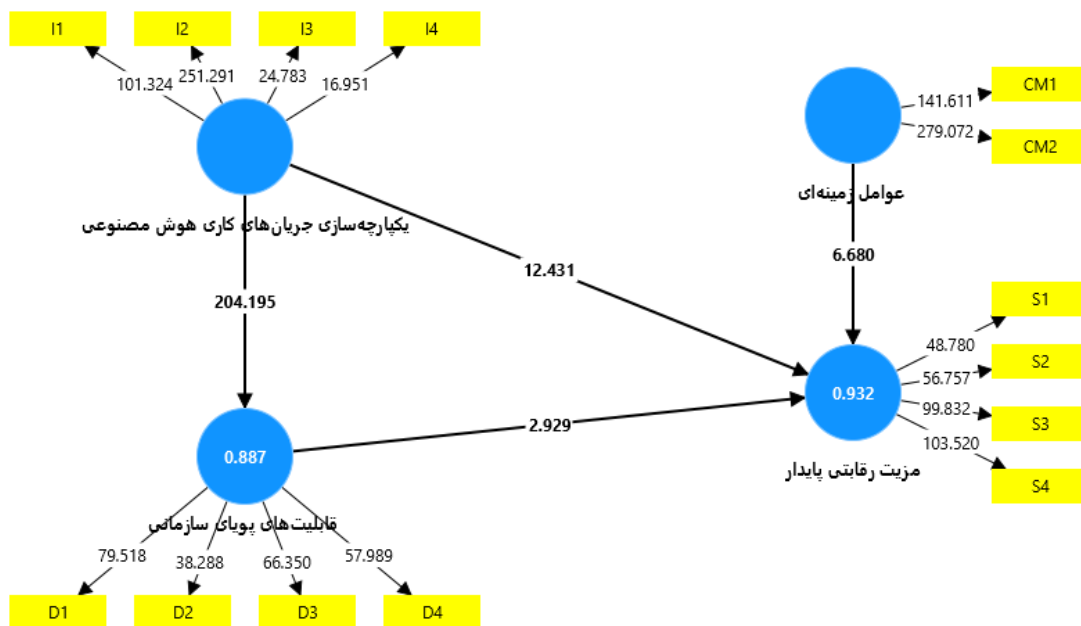 I1
I2
I3
I4
101.324
251.291
24.783
16.951
CM1
141.611
279.072
CM2
یکپارچه‌سازی جریان‌های کاری هوش مصنوعی
عوامل زمینه‌ای
6.680
12.431
204.195
S1
48.780
S2
56.757
0.932
99.832
S3
103.520
2.929
0.887
مزیت رقابتی پایدار
S4
قابلیت‌های پویای سازمانی
79.518
38.288
66.350
57.989
D1
D2
D3
D4